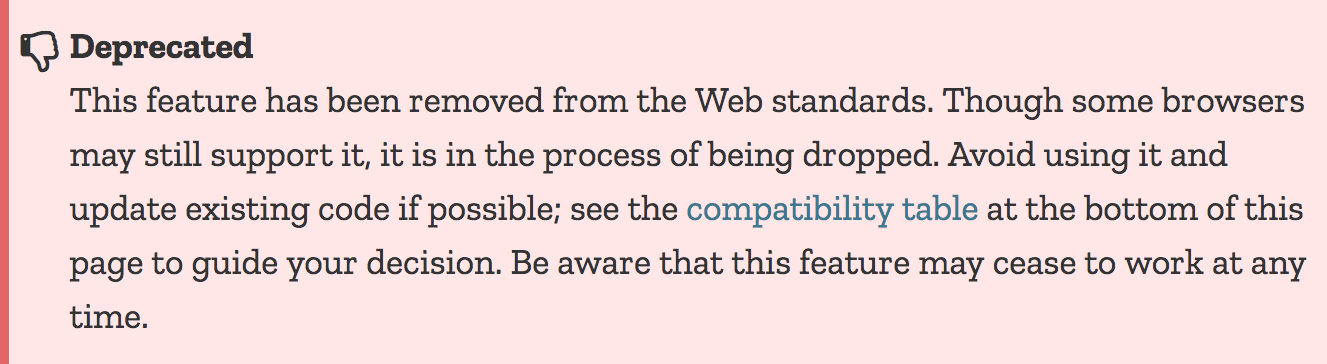 Deprecated
This feature has been removed from the Web standards. Though some browsers
may still support it, it is in the process of being dropped. Avoid using it and
update existing code if possible; see the compatibility table at the bottom of this
page to guide your decision. Be aware that this feature may cease to work at any
time.